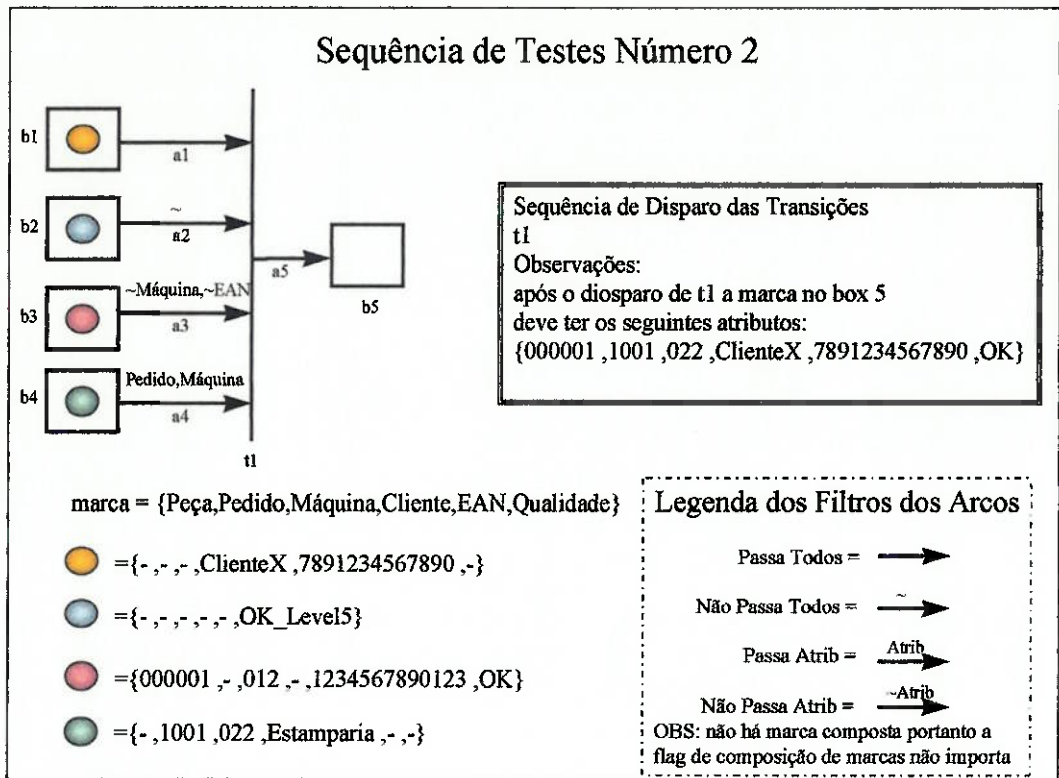 Sequência de Testes Número 2
b1
a1
b2
~
a2
b3
~Máquina,~EAN
a3
b4
Pedido,Máquina
a4
t1
a5
b5
Sequência de Disparo das Transições
t1
Observações:
após o diosparo de t1 a marca no box 5
deve ter os seguintes atributos:
{000001 ,1001 ,022 ,ClienteX ,7891234567890 ,OK}
marca = {Peça,Pedido,Máquina,Cliente,EAN,Qualidade}
={- ,- ,- ,ClienteX ,7891234567890 ,-}
={- ,- ,- ,- ,- ,OK_Level5}
={000001 ,- ,012 ,- ,1234567890123 ,OK}
={- ,1001 ,022 ,Estamparia ,- ,-}
Legenda dos Filtros dos Arcos
Passa Todos =
Não Passa Todos = ~
Passa Atrib = Atrib
Não Passa Atrib = ~Atrib
OBS: não há marca composta portanto a
flag de composição de marcas não importa